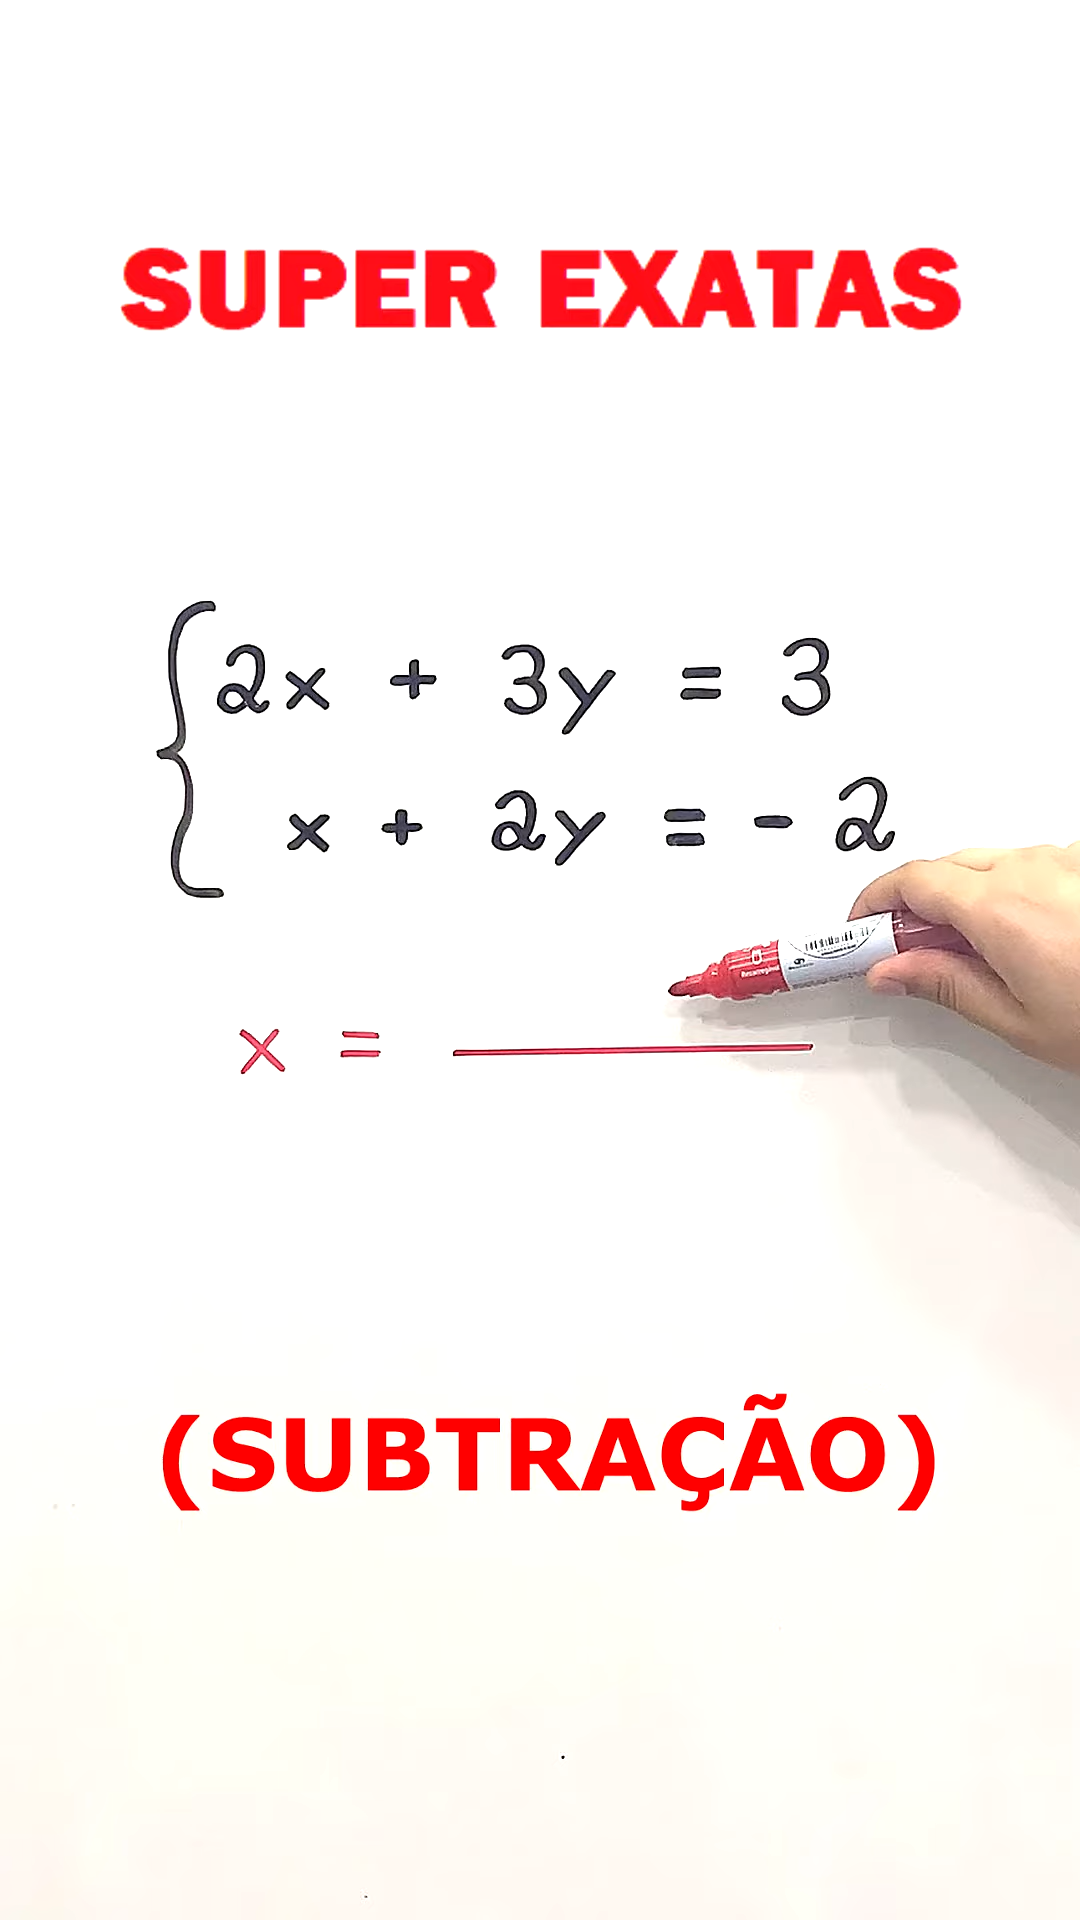 SUPER EXATAS
2x + 3y = 3
x + 2y = - 2
x =
(SUBTRAÇÃO)